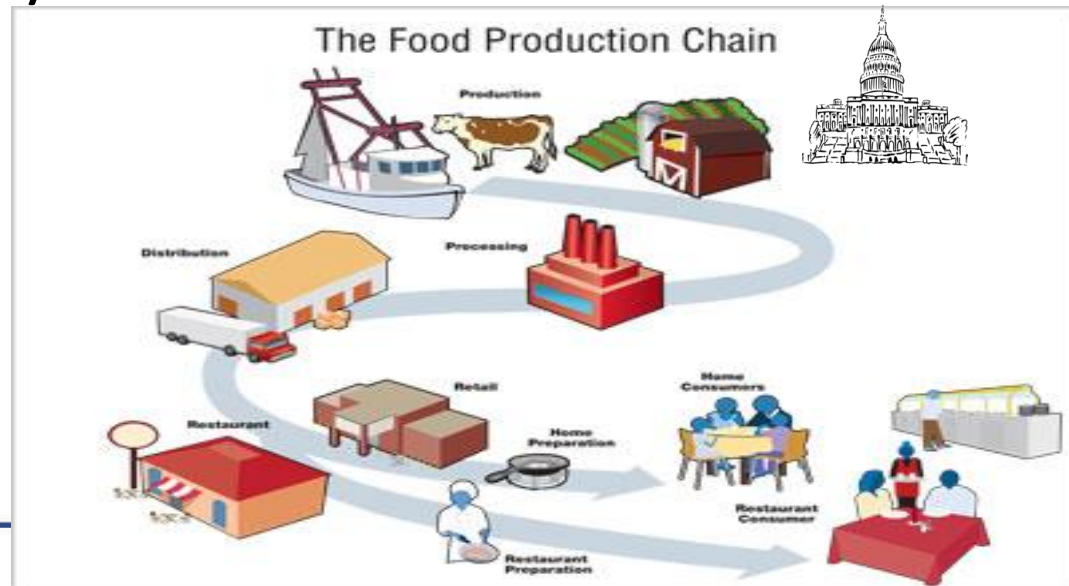 The Food Production Chain
Production
Distribution
Processing
Retail
Home
Consumers
Restaurant
Home
Preparation
Restaurant
Consumer
Restaurant
Preparation